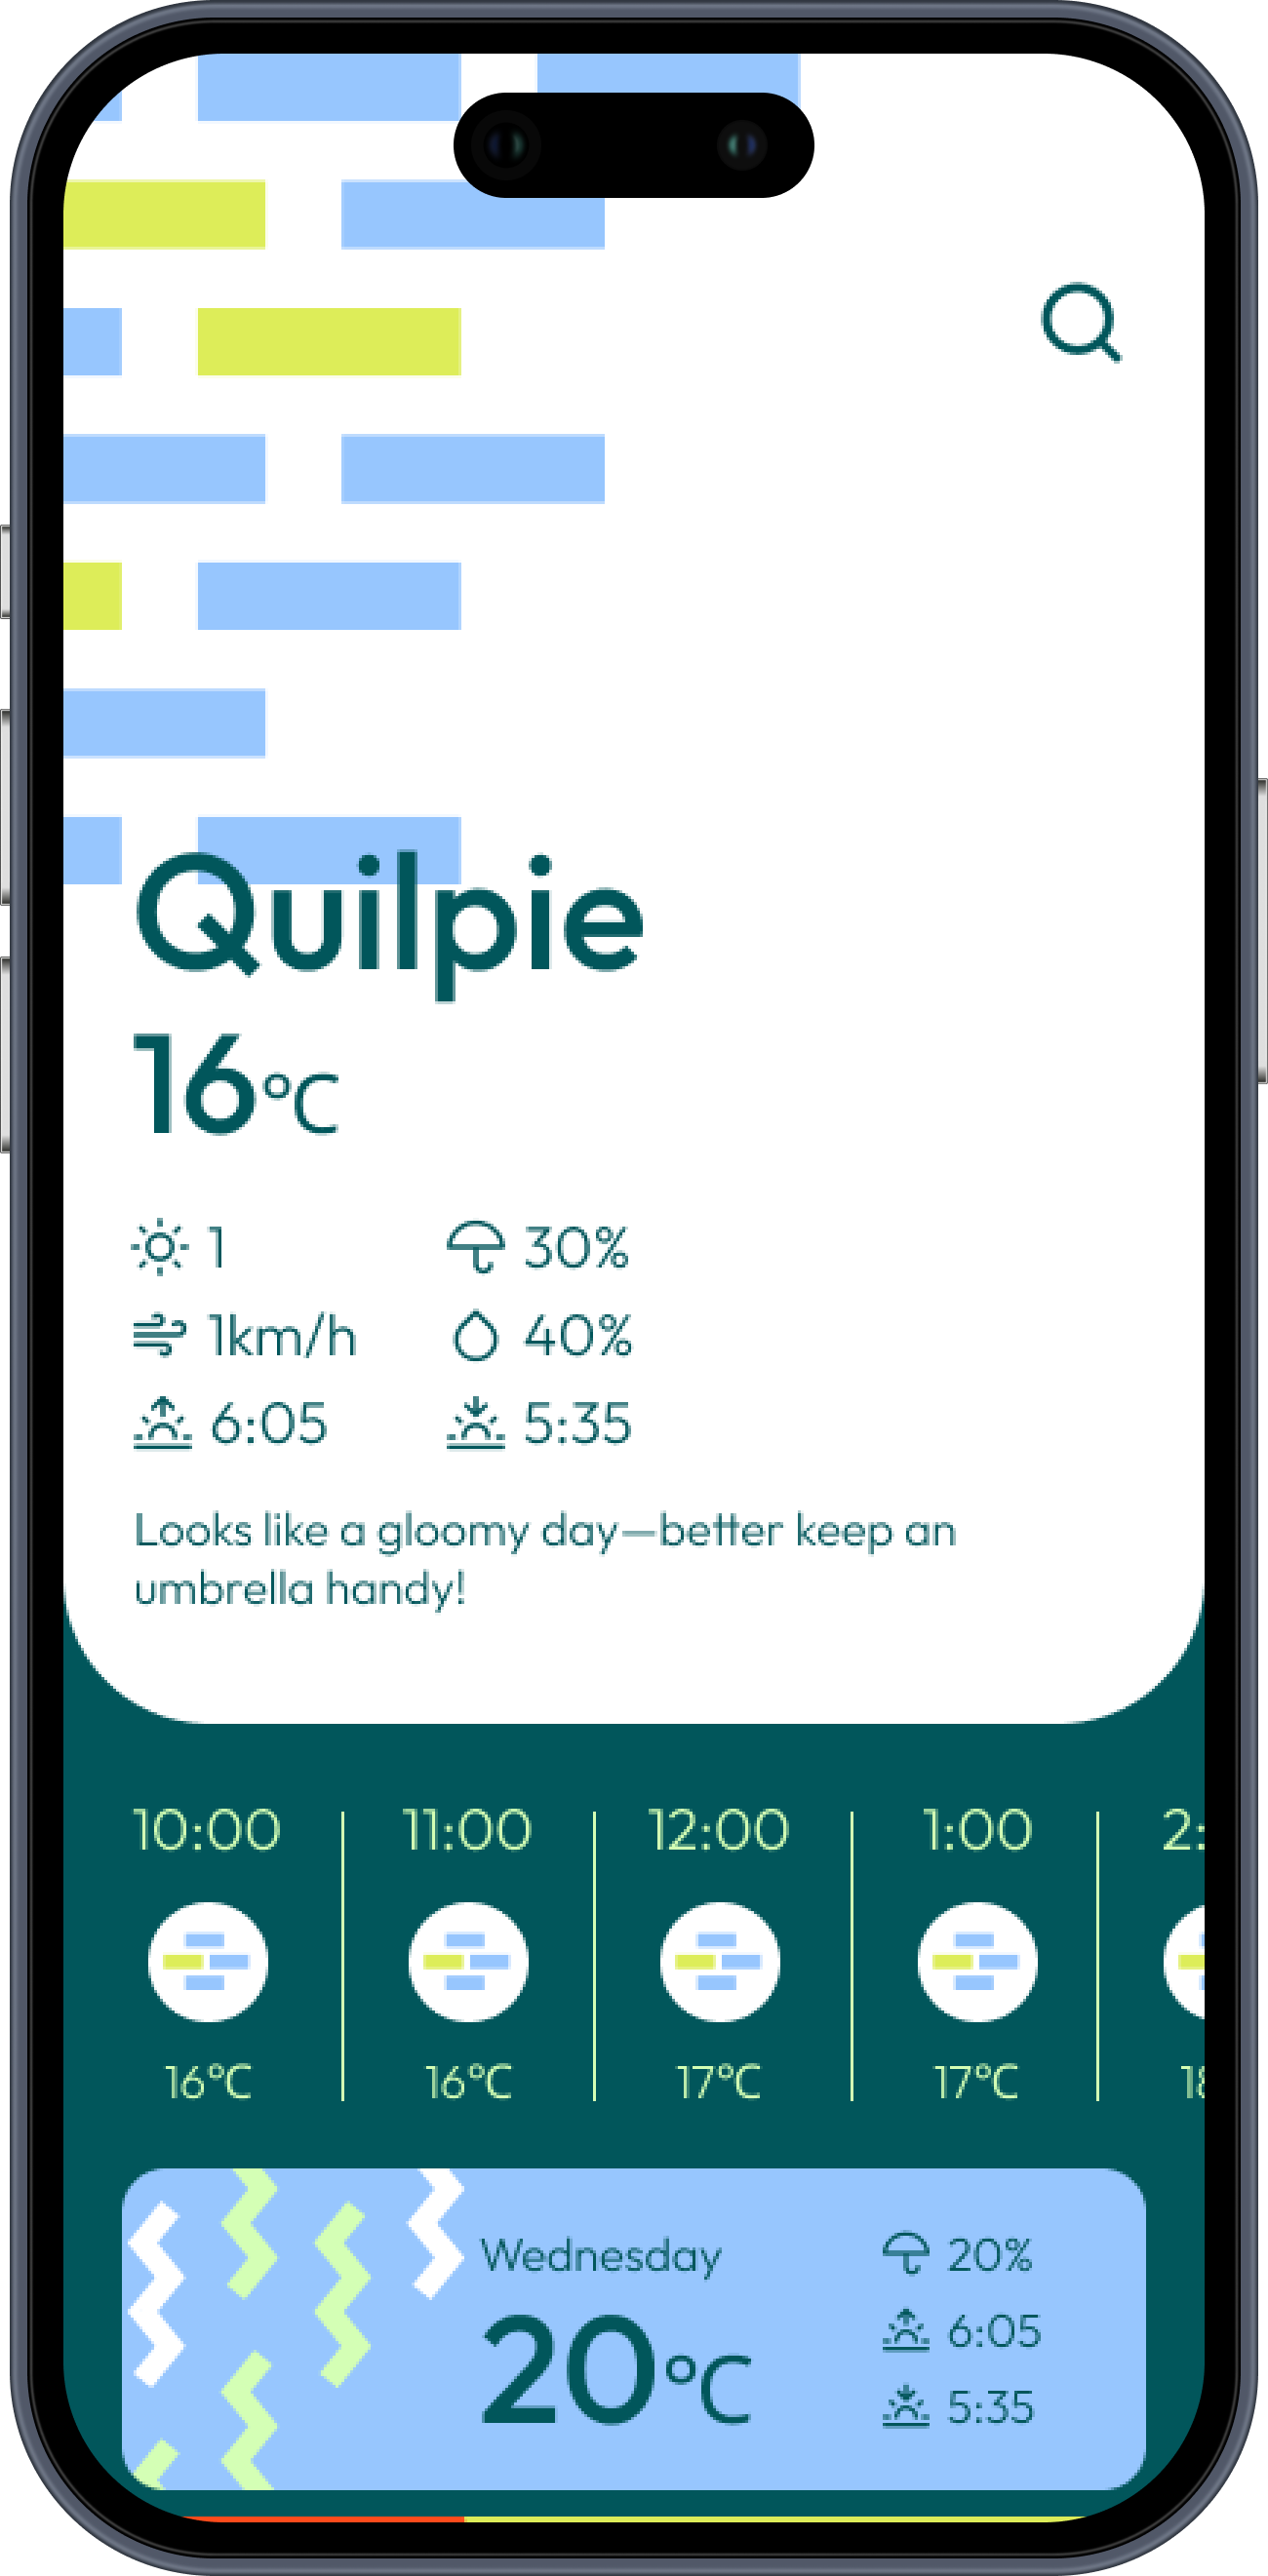 Quilpie
16°C
1 30%
1km/h 40%
6:05 5:35
Looks like a gloomy day—better keep an
umbrella handy!
10:00 11:00 12:00 1:00 2:
16°C 16°C 17°C 17°C 18
Wednesday 20%
20°C 6:05
5:35